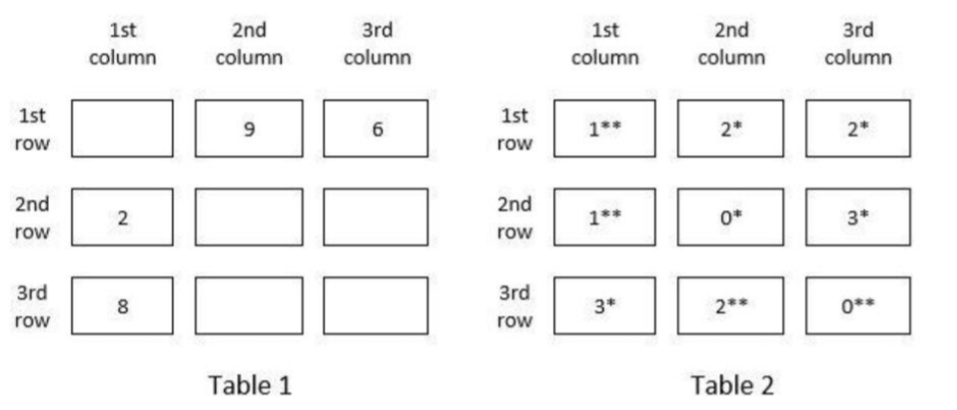 1st column 2nd column 3rd column 1st column 2nd column 3rd column
1st row 9 6 1st row 1** 2* 2*
2nd row 2 2nd row 1** 0* 3*
3rd row 8 3rd row 3* 2** 0**
Table 1 Table 2